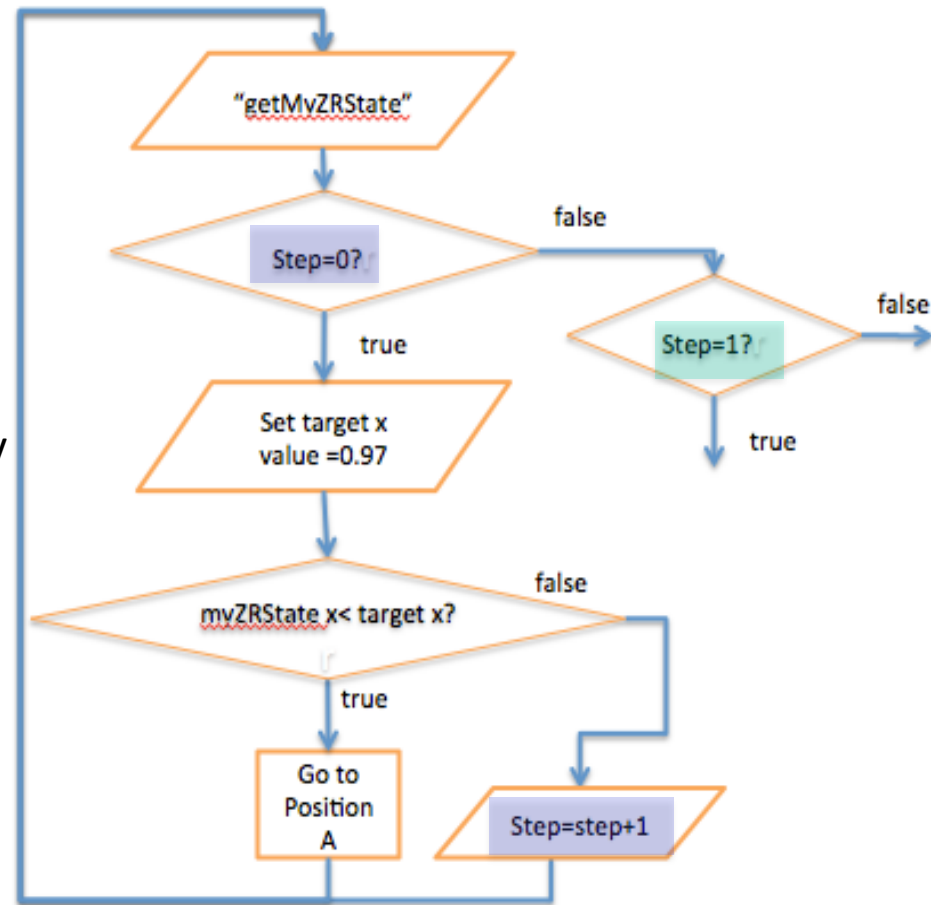 "getMyZRState"
Step=0?
false
Step=1?
false
true
true
Set target x
value =0.97
y
myZRState x< target x?
false
true
Go to
Position
A
Step=step+1